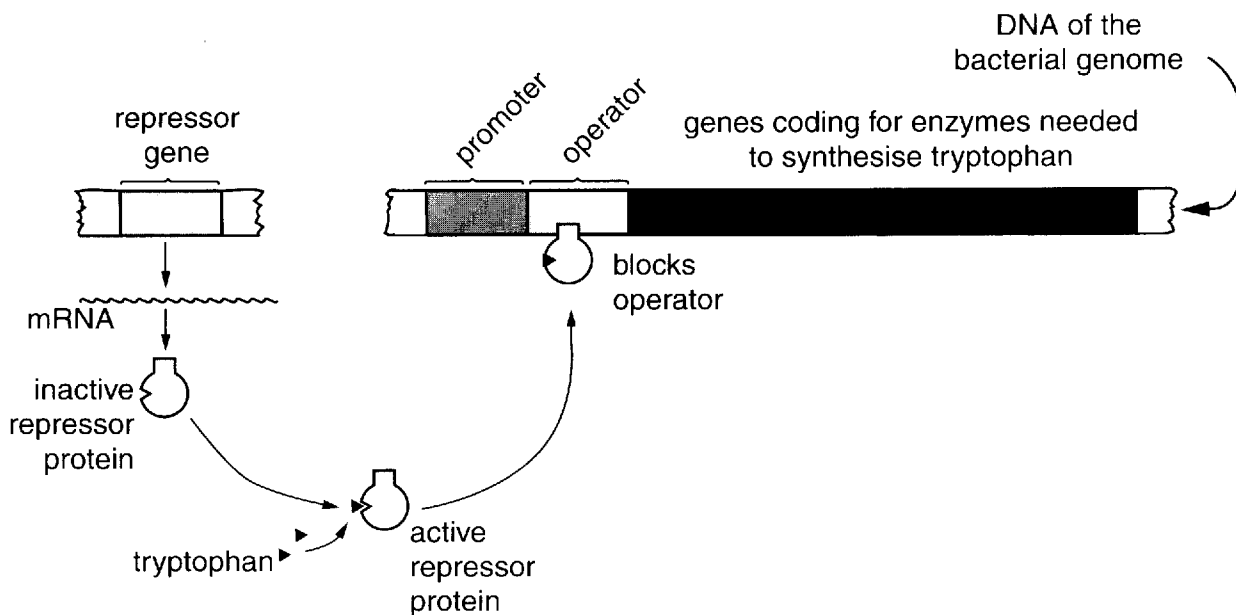 DNA of the
bacterial genome
repressor
gene
promoter
operator
genes coding for enzymes needed
to synthesise tryptophan
blocks
operator
mRNA
inactive
repressor
protein
tryptophan
active
repressor
protein